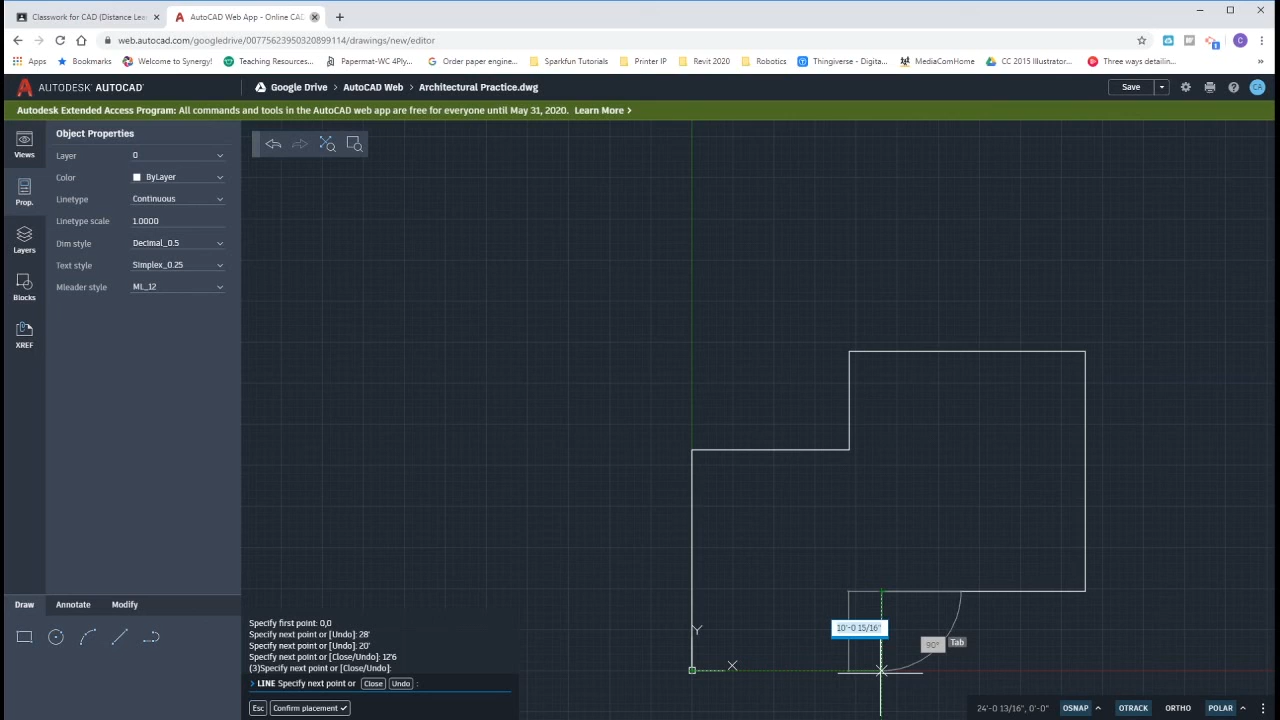 Classwork for CAD (Distance Lea
AutoCAD Web App - Online CAD
web.autocad.com/googledrive/00775623950320899114/drawings/new/editor
Apps Bookmarks Welcome to Synergy! Teaching Resources... Papermat-WC 4Ply... Order paper engine... Sparkfun Tutorials Printer IP Revit 2020 Robotics Thingiverse - Digita... MediaComHome CC 2015 Illustrator... Three ways detailin...
AUTODESK® AUTOCAD® Google Drive > AutoCAD Web > Architectural Practice.dwg Save CA
Autodesk Extended Access Program: All commands and tools in the AutoCAD web app are free for everyone until May 31, 2020. Learn More >
Views
Prop.
Layers
Blocks
XREF
Object Properties
Layer 0
Color ByLayer
Linetype Continuous
Linetype scale 1.0000
Dim style Decimal_0.5
Text style Simplex_0.25
Mleader style ML_12
Draw Annotate Modify
10'-0 15/16"
90° Tab
Y
X
Specify first point: 0,0
Specify next point or [Undo]: 28'
Specify next point or [Undo]: 20'
Specify next point or [Close/Undo]: 12'6
(3)Specify next point or [Close/Undo]:
> LINE Specify next point or Close Undo :
Esc Confirm placement ✓
24'-0 13/16", 0'-0" OSNAP OTRACK ORTHO POLAR